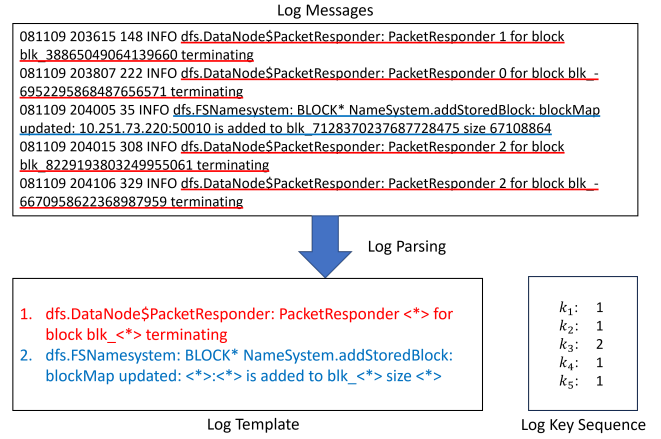 Log Messages
081109 203615 148 INFO dfs.DataNode$PacketResponder: PacketResponder 1 for block
blk_38865049064139660 terminating
081109 203807 222 INFO dfs.DataNode$PacketResponder: PacketResponder 0 for block blk_-
6952295868487656571 terminating
081109 204005 35 INFO dfs.FSNamesystem: BLOCK* NameSystem.addStoredBlock: blockMap
updated: 10.251.73.220:50010 is added to blk_7128370237687728475 size 67108864
081109 204015 308 INFO dfs.DataNode$PacketResponder: PacketResponder 2 for block
blk_8229193803249955061 terminating
081109 204106 329 INFO dfs.DataNode$PacketResponder: PacketResponder 2 for block blk_-
6670958622368987959 terminating
Log Parsing
1. dfs.DataNode$PacketResponder: PacketResponder <*> for
block blk_<*> terminating
2. dfs.FSNamesystem: BLOCK* NameSystem.addStoredBlock:
blockMap updated: <*>:<*> is added to blk_<*> size <*>
Log Template
k₁: 1
k₂: 1
k₃: 2
k₄: 1
k₅: 1
Log Key Sequence